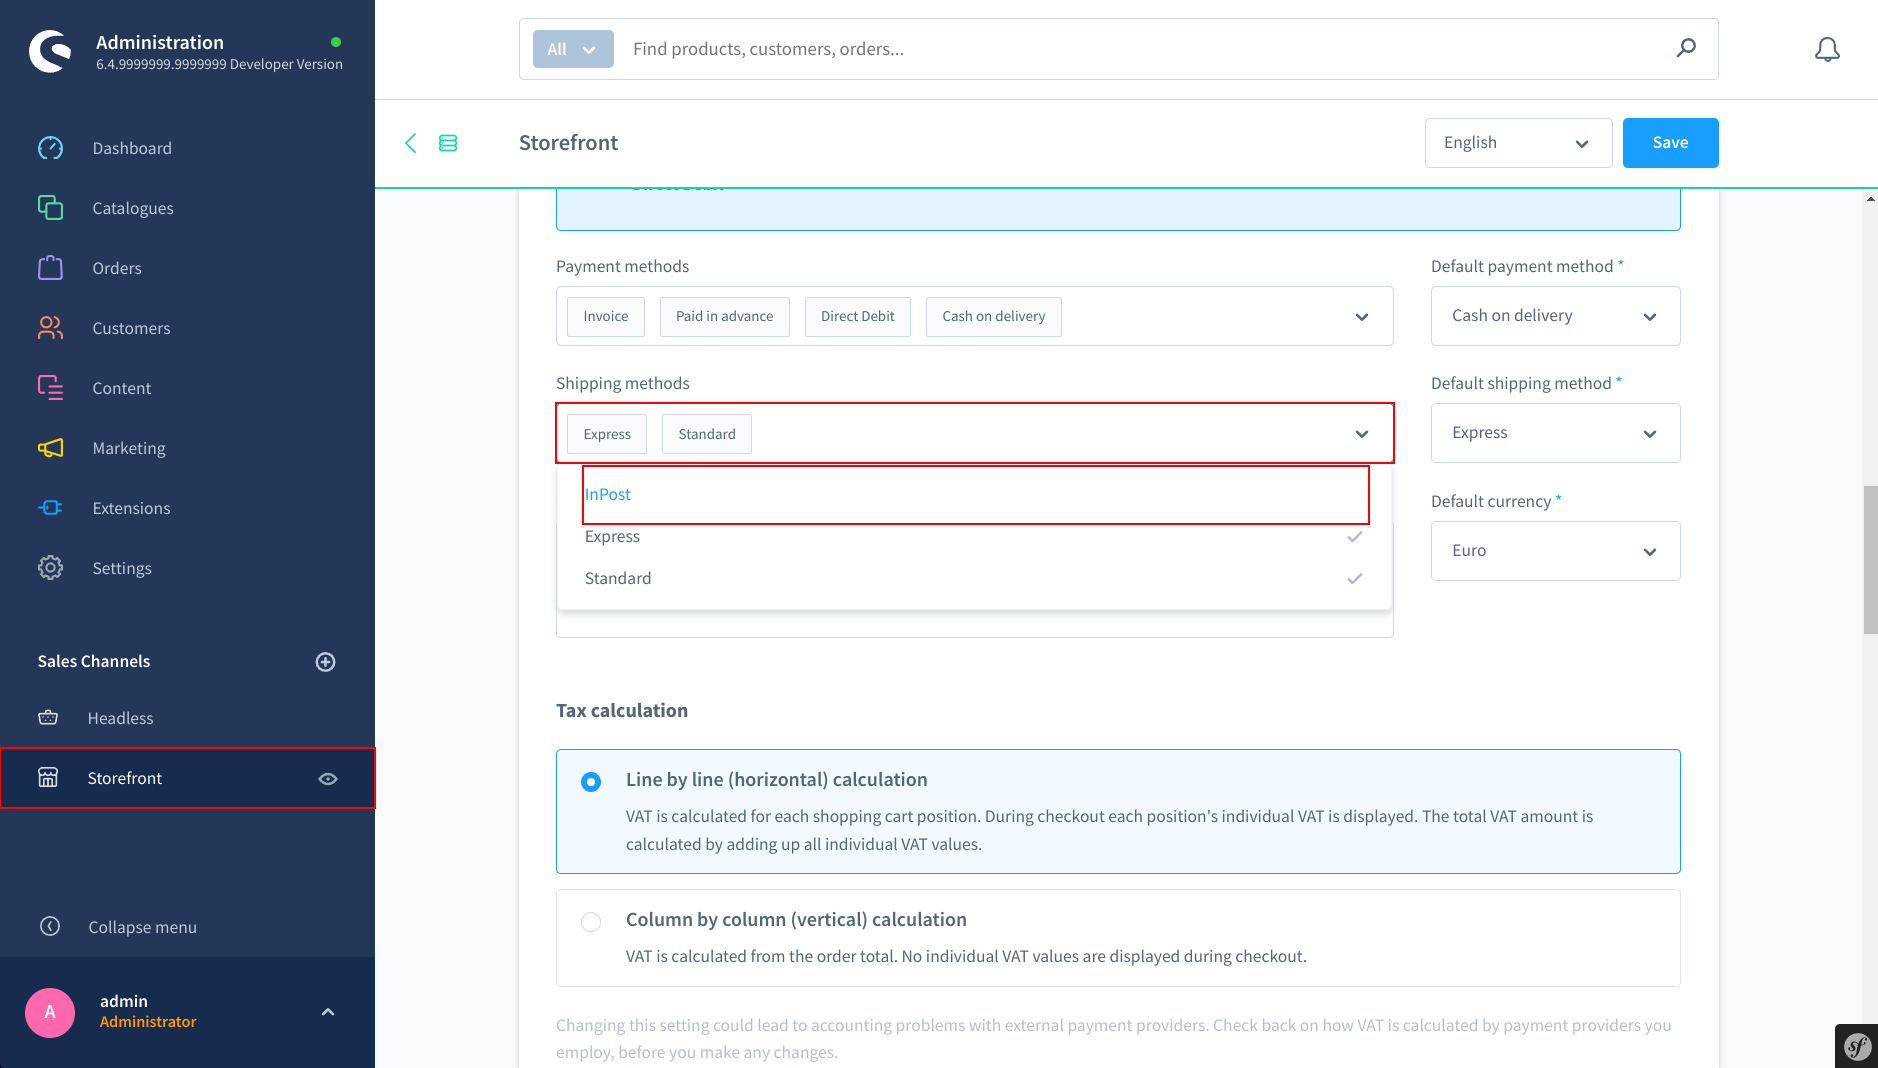 Administration
6.4.9999999.9999999 Developer Version
Dashboard
Catalogues
Orders
Customers
Content
Marketing
Extensions
Settings
Sales Channels
Headless
Storefront
Collapse menu
A
admin
Administrator
All
Find products, customers, orders...
Storefront
English
Save
Direct Debit
Payment methods
Invoice
Paid in advance
Direct Debit
Cash on delivery
Default payment method *
Cash on delivery
Shipping methods
Express
Standard
Default shipping method *
Express
InPost
Express
Standard
Default currency *
Euro
Tax calculation
Line by line (horizontal) calculation
VAT is calculated for each shopping cart position. During checkout each position's individual VAT is displayed. The total VAT amount is
calculated by adding up all individual VAT values.
Column by column (vertical) calculation
VAT is calculated from the order total. No individual VAT values are displayed during checkout.
Changing this setting could lead to accounting problems with external payment providers. Check back on how VAT is calculated by payment providers you
employ, before you make any changes.
sf